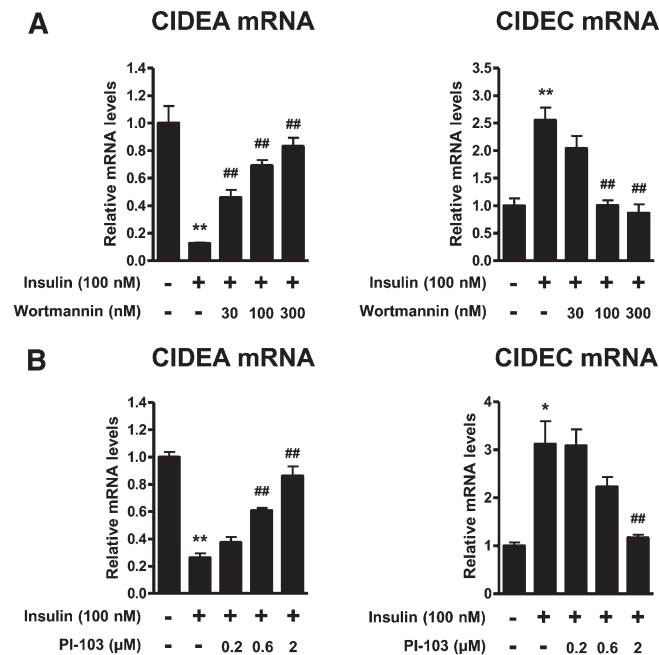 A
CIDEA mRNA
Relative mRNA levels
1.4
1.2
1.0
0.8
0.6
0.4
0.2
0.0
**
##
##
##
Insulin (100 nM) - + + + +
Wortmannin (nM) - - 30 100 300
CIDEC mRNA
Relative mRNA levels
3.5
3.0
2.5
2.0
1.5
1.0
0.5
0.0
**
##
##
Insulin (100 nM) - + + + +
Wortmannin (nM) - - 30 100 300
B
CIDEA mRNA
Relative mRNA levels
1.4
1.2
1.0
0.8
0.6
0.4
0.2
0.0
**
##
##
Insulin (100 nM) - + + + +
PI-103 (μM) - - 0.2 0.6 2
CIDEC mRNA
Relative mRNA levels
4
3
2
1
0
*
##
Insulin (100 nM) - + + + +
PI-103 (μM) - - 0.2 0.6 2